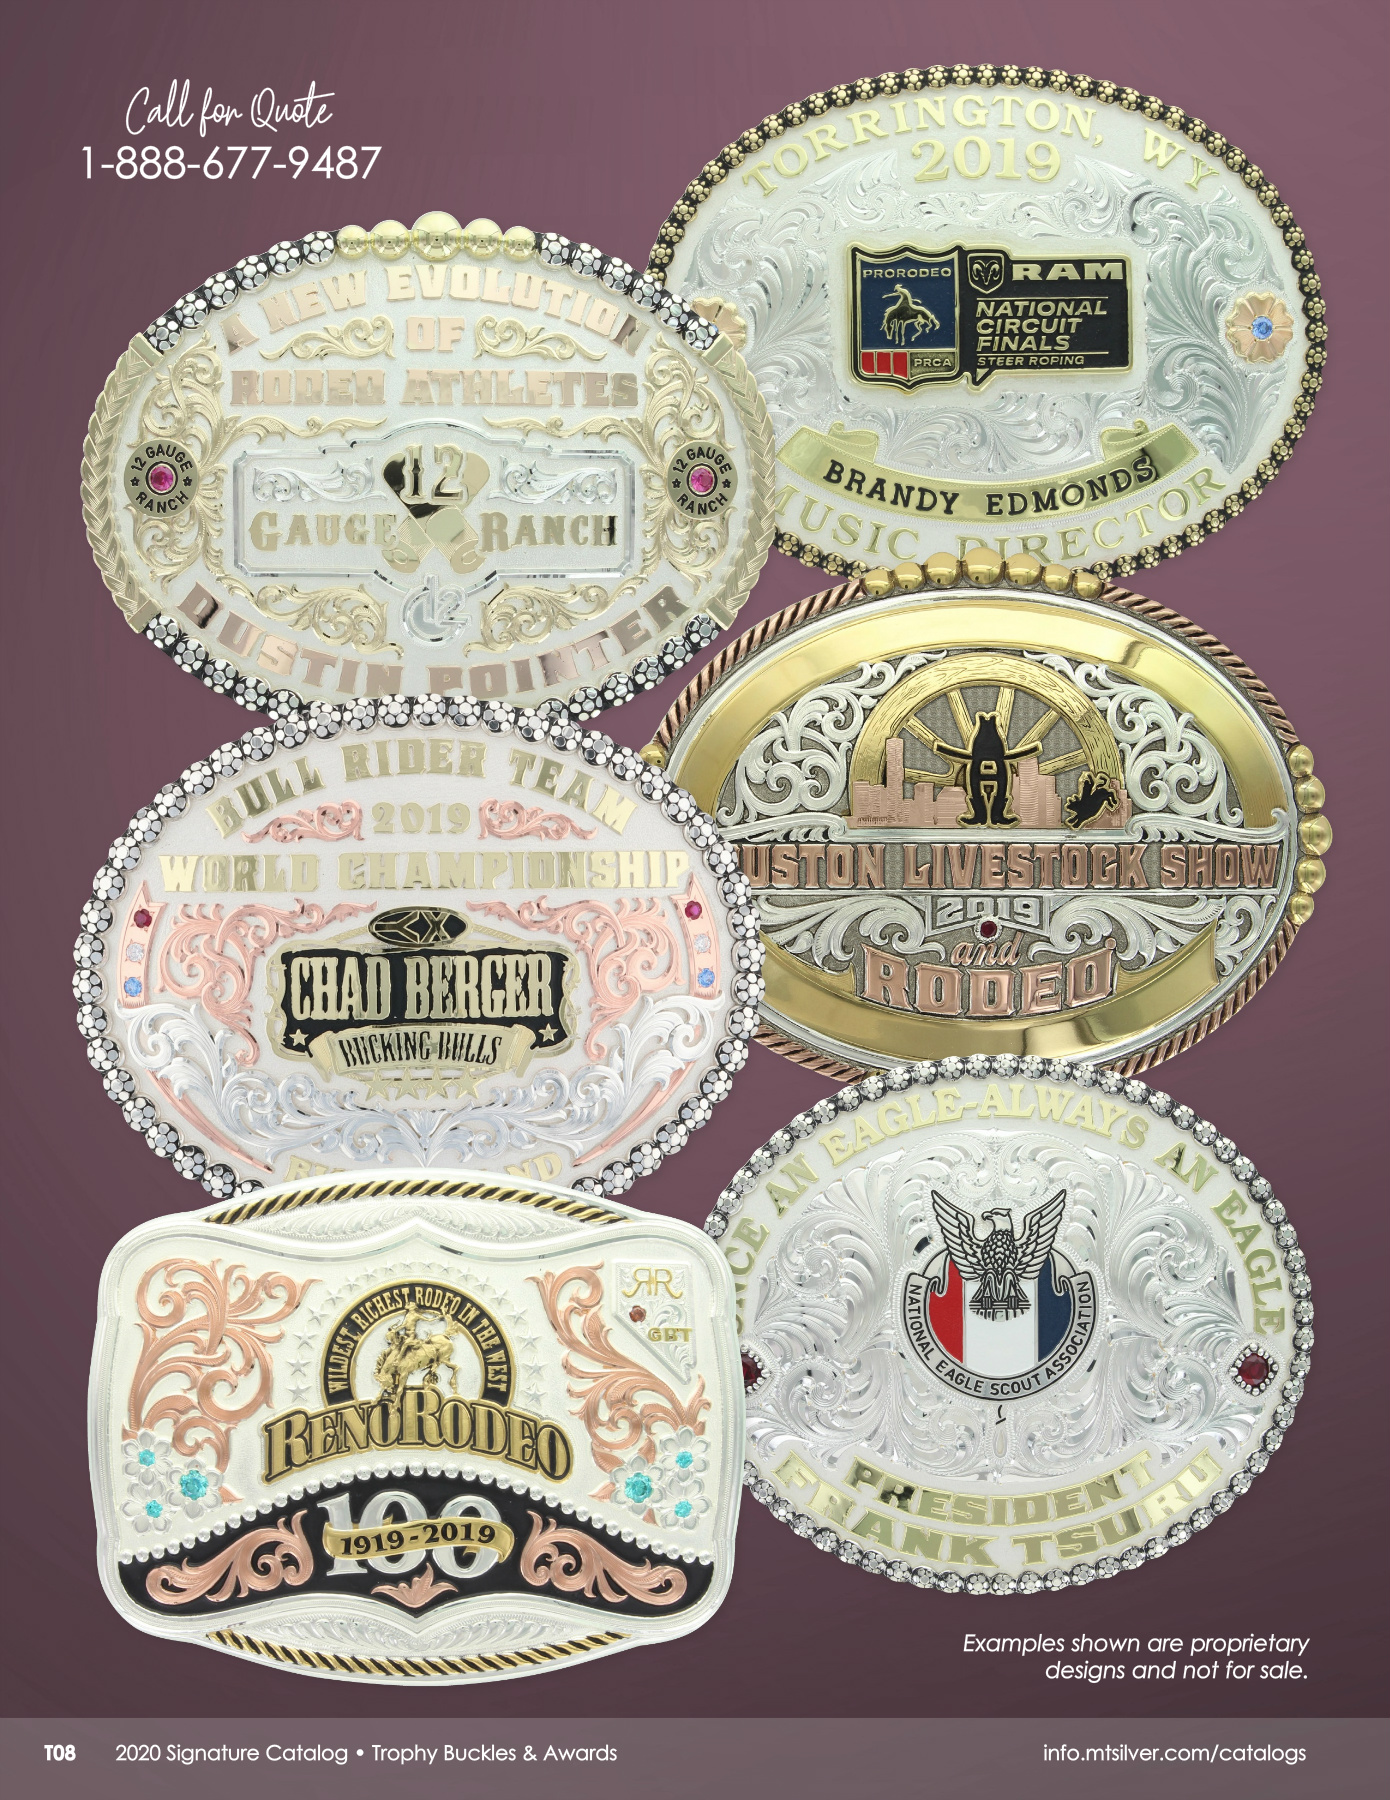 Call for Quote
1-888-677-9487
TORRINGTON, WY
2019
PRORODEO
PRCA
RAM
NATIONAL
CIRCUIT
FINALS
STEER ROPING
BRANDY EDMONDS
MUSIC DIRECTOR
A NEW EVOLUTION
OF
RODEO ATHLETES
12 GAUGE
RANCH
12
GAUGE RANCH
12 GAUGE
RANCH
12
DUSTIN POINTER
USTON LIVESTOCK SHOW
2019
and
RODEO
BULL RIDER TEAM
2019
WORLD CHAMPIONSHIP
CHAD BERGER
BUCKING BULLS
NCE AN EAGLE-ALWAYS AN EAGLE
NATIONAL EAGLE SCOUT ASSOCIATION
PRESIDENT
FRANK TSURU
RR
GBT
WILDEST, RICHEST RODEO IN THE WEST
RENO RODEO
100
1919-2019
Examples shown are proprietary
designs and not for sale.
T08 2020 Signature Catalog • Trophy Buckles & Awards
info.mtsilver.com/catalogs